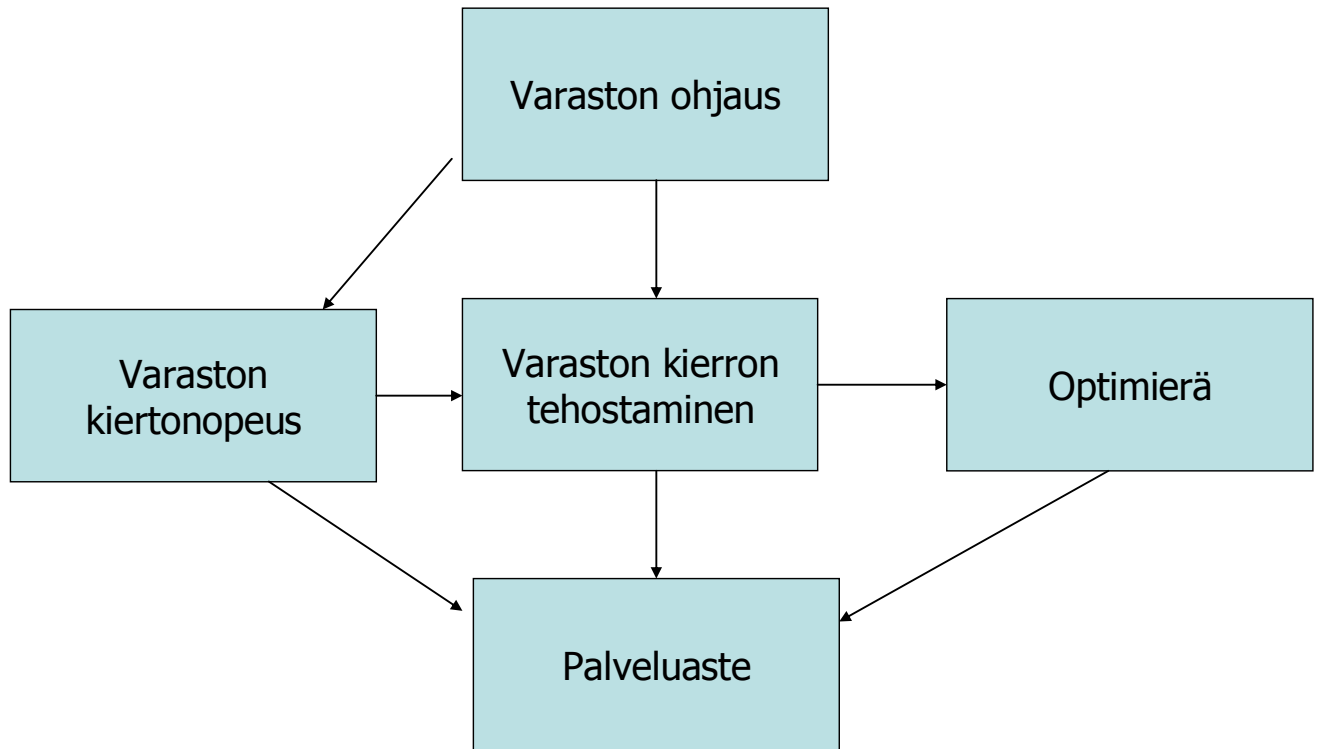 Varaston ohjaus
Varaston
kiertonopeus
Varaston kierron
tehostaminen
Optimierä
Palveluaste